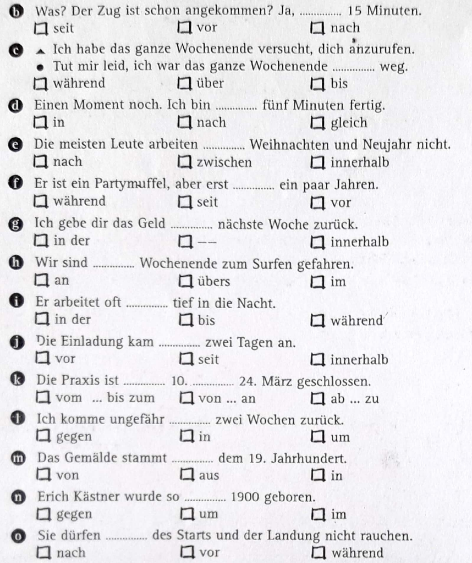 b Was? Der Zug ist schon angekommen? Ja, .............. 15 Minuten.
☐ seit ☐ vor ☐ nach
c ▲ Ich habe das ganze Wochenende versucht, dich anzurufen.
● Tut mir leid, ich war das ganze Wochenende .............. weg.
☐ während ☐ über ☐ bis
d Einen Moment noch. Ich bin .............. fünf Minuten fertig.
☐ in ☐ nach ☐ gleich
e Die meisten Leute arbeiten .............. Weihnachten und Neujahr nicht.
☐ nach ☐ zwischen ☐ innerhalb
f Er ist ein Partymuffel, aber erst .............. ein paar Jahren.
☐ während ☐ seit ☐ vor
g Ich gebe dir das Geld .............. nächste Woche zurück.
☐ in der ☐ -- ☐ innerhalb
h Wir sind .............. Wochenende zum Surfen gefahren.
☐ an ☐ übers ☐ im
i Er arbeitet oft .............. tief in die Nacht.
☐ in der ☐ bis ☐ während
j Die Einladung kam .............. zwei Tagen an.
☐ vor ☐ seit ☐ innerhalb
k Die Praxis ist .............. 10. .............. 24. März geschlossen.
☐ vom ... bis zum ☐ von ... an ☐ ab ... zu
l Ich komme ungefähr .............. zwei Wochen zurück.
☐ gegen ☐ in ☐ um
m Das Gemälde stammt .............. dem 19. Jahrhundert.
☐ von ☐ aus ☐ in
n Erich Kästner wurde so .............. 1900 geboren.
☐ gegen ☐ um ☐ im
o Sie dürfen .............. des Starts und der Landung nicht rauchen.
☐ nach ☐ vor ☐ während